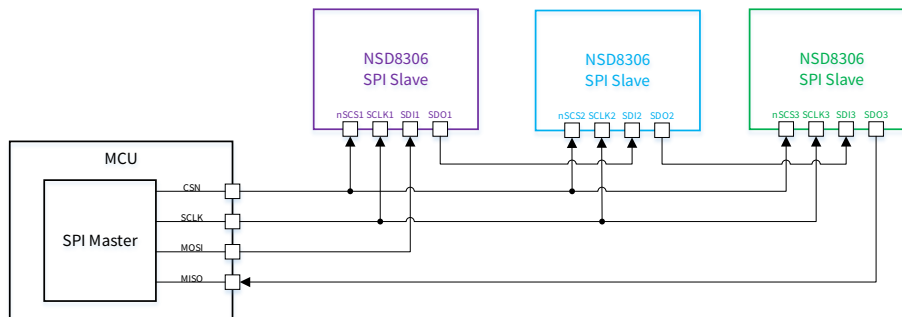 NSD8306
SPI Slave
nSCS1 SCLK1 SDI1 SDO1
NSD8306
SPI Slave
nSCS2 SCLK2 SDI2 SDO2
NSD8306
SPI Slave
nSCS3 SCLK3 SDI3 SDO3
MCU
SPI Master
CSN
SCLK
MOSI
MISO